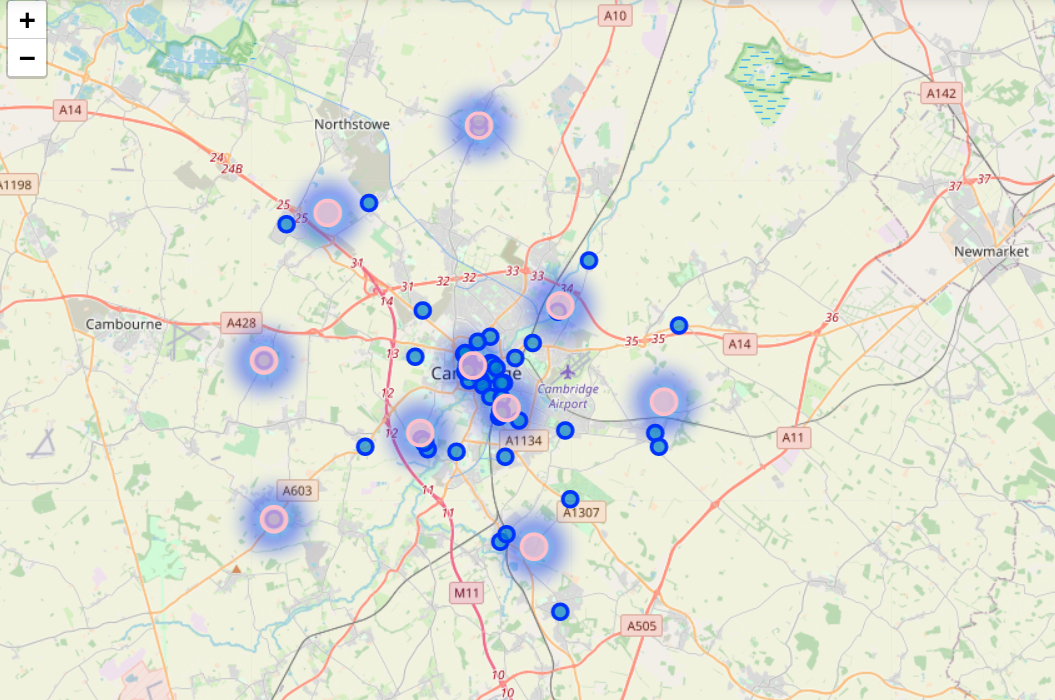 +
A10
−
A142
A14
Northstowe
24
24B
37
37
A1198
25
25
Newmarket
31
33
33
32
32
34
31
14
36
Cambourne
A428
35
35
A14
13
Cambridge
Cambridge
Airport
12
12
A1134
A11
A603
11
11
A1307
M11
A505
10
10